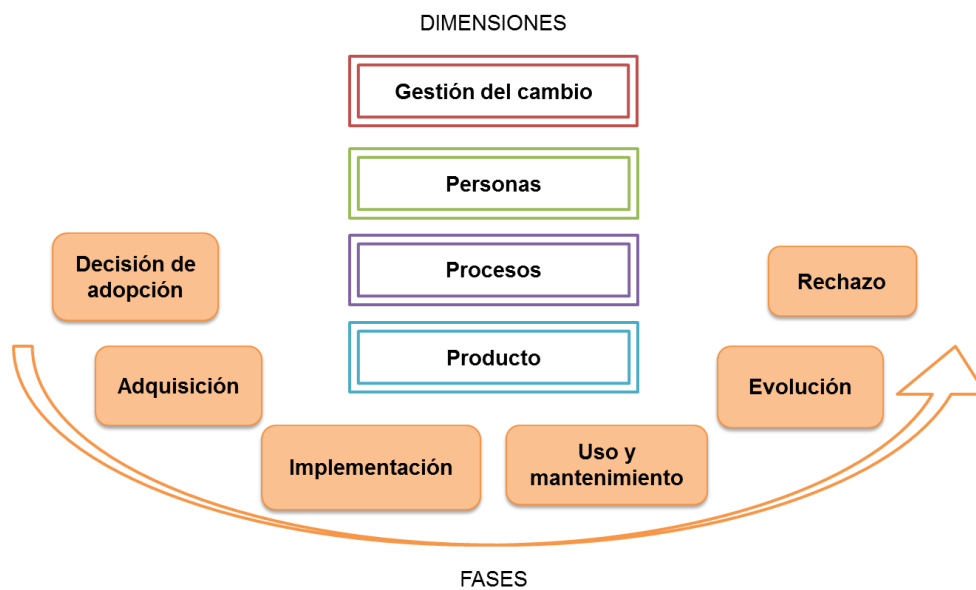 DIMENSIONES
Gestión del cambio
Personas
Procesos
Producto
Decisión de
adopción
Adquisición
Implementación
Uso y
mantenimiento
Evolución
Rechazo
FASES